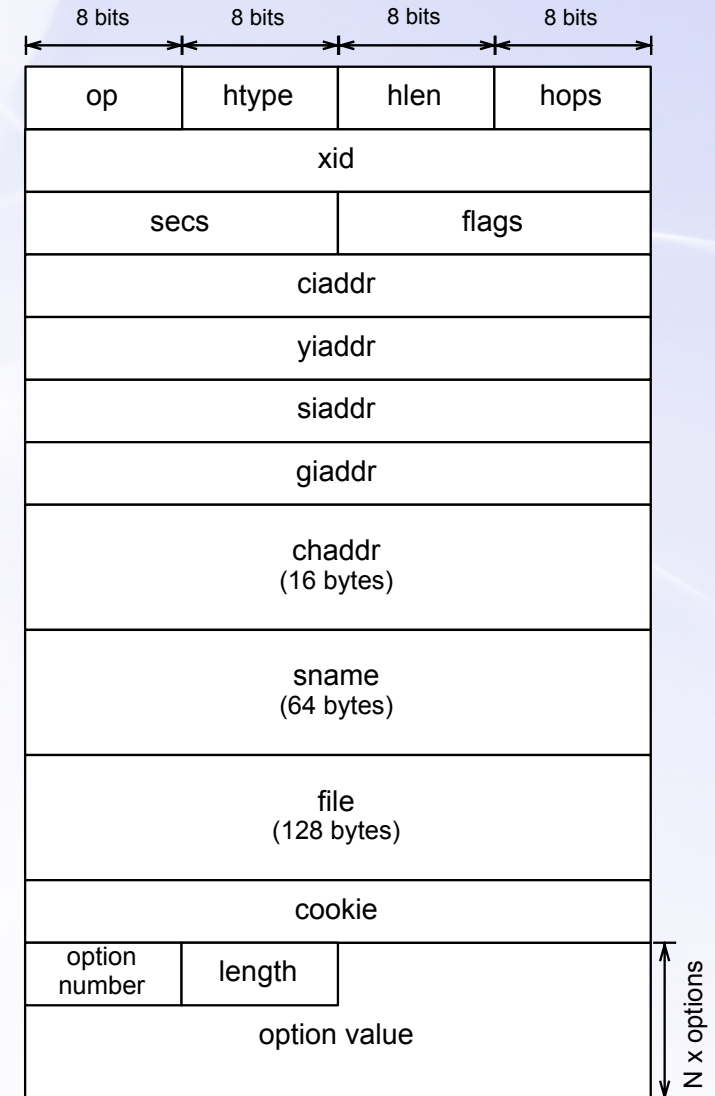 8 bits 8 bits 8 bits 8 bits
op htype hlen hops
xid
secs flags
ciaddr
yiaddr
siaddr
giaddr
chaddr
(16 bytes)
sname
(64 bytes)
file
(128 bytes)
cookie
option
number
length
option value
N x options